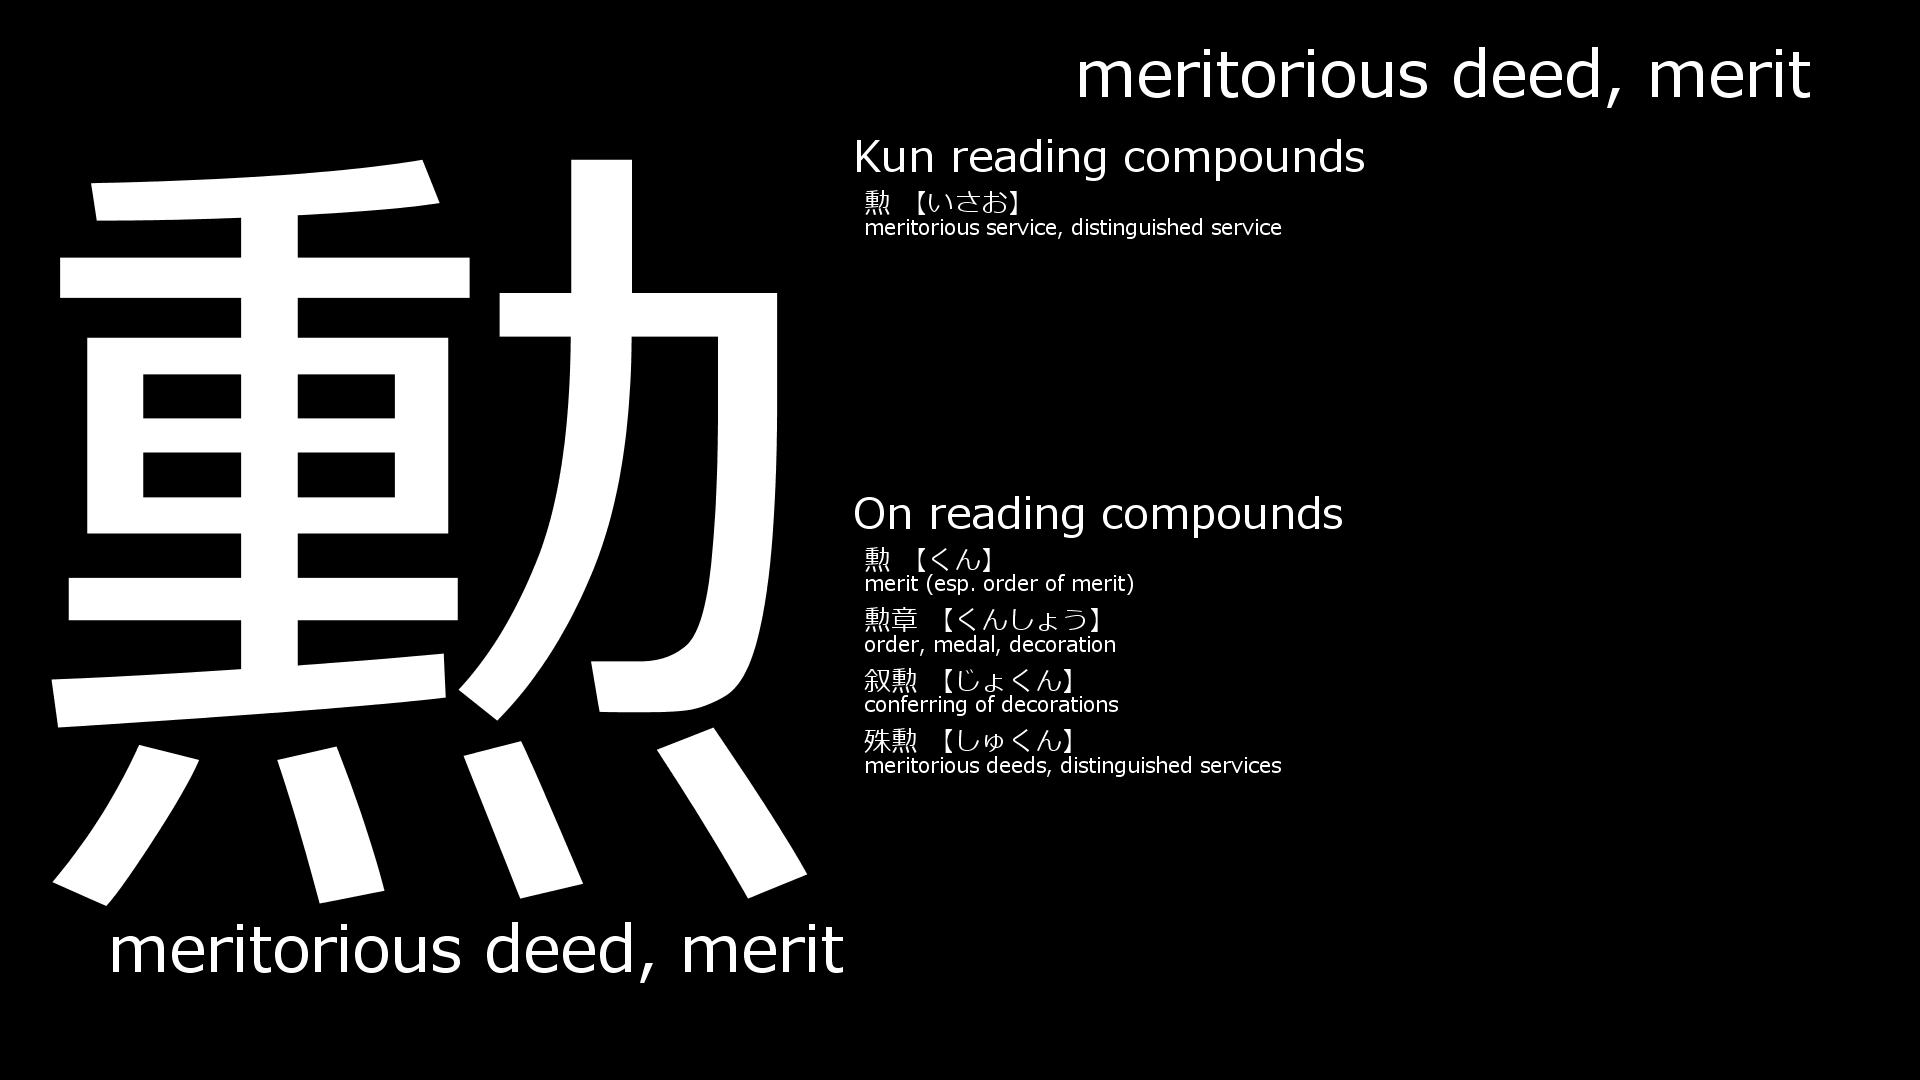 勲
meritorious deed, merit
meritorious deed, merit
Kun reading compounds
勲 【いさお】
meritorious service, distinguished service
On reading compounds
勲 【くん】
merit (esp. order of merit)
勲章 【くんしょう】
order, medal, decoration
叙勲 【じょくん】
conferring of decorations
殊勲 【しゅくん】
meritorious deeds, distinguished services